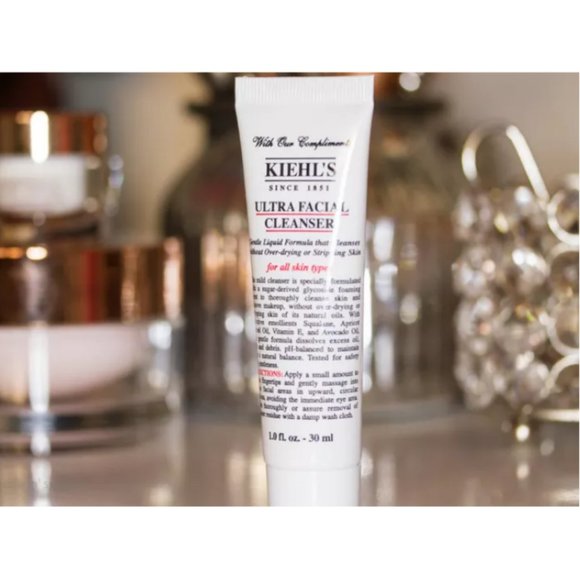 With Our Compliments
KIEHL'S
SINCE 1851
ULTRA FACIAL
CLEANSER
Gentle Liquid Formula that Cleanses
without Over-drying or Stripping Skin
for all skin types
mild cleanser is specially formulated
a sugar-derived glycoside foaming
to thoroughly cleanse skin and
makeup, without over-drying or
skin of its natural oils. With
emollients Squalane, Apricot
Oil, Vitamin E, and Avocado Oil,
gentle formula dissolves excess oil,
and debris. pH-balanced to maintain
natural balance. Tested for safety
gentleness.
DIRECTIONS: Apply a small amount to
fingertips and gently massage into
facial areas in upward, circular
avoiding the immediate eye area.
thoroughly or assure removal of
residue with a damp wash cloth.
1.0 fl. oz. - 30 ml